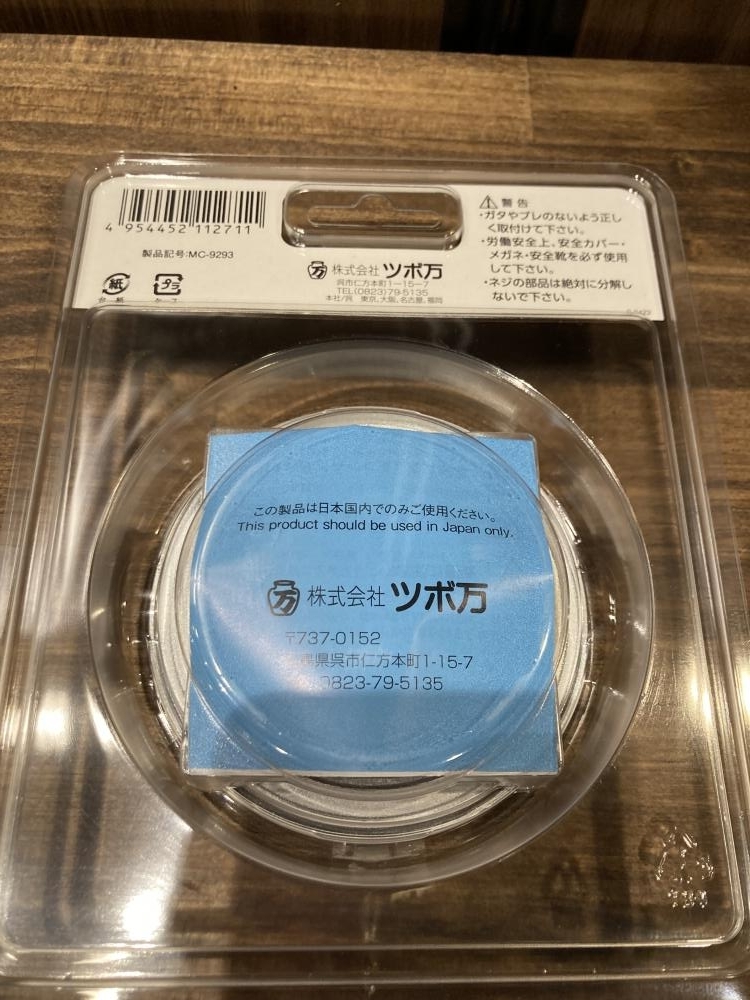 4 954452 112711
製品記号:MC-9293
紙
台 紙
プラ
ケース
万 株式会社 ツボ万
呉市仁方本町1-15-7
TEL(0823)79-5135
本社/呉 東京,大阪,名古屋,福岡
警告
・ガタやブレのないよう正し
く取付けて下さい。
・労働安全上、安全カバー・
メガネ・安全靴を必ず使用
して下さい。
・ネジの部品は絶対に分解し
ないで下さい。
この製品は日本国内でのみご使用ください。
This product should be used in Japan only.
万 株式会社 ツボ万
〒737-0152
県呉市仁方本町1-15-7
0823-79-5135